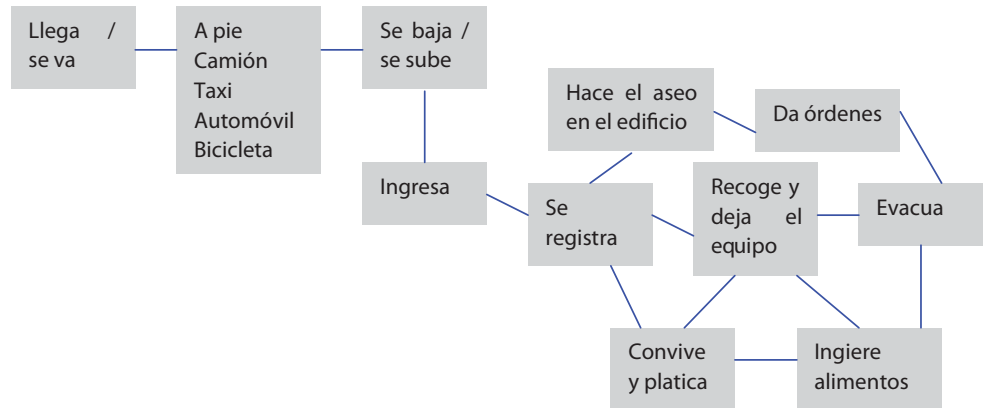 Llega /
se va
A pie
Camión
Taxi
Automóvil
Bicicleta
Se baja /
se sube
Ingresa
Se
registra
Hace el aseo
en el edificio
Da órdenes
Recoge y
deja el
equipo
Evacua
Convive
y platica
Ingiere
alimentos